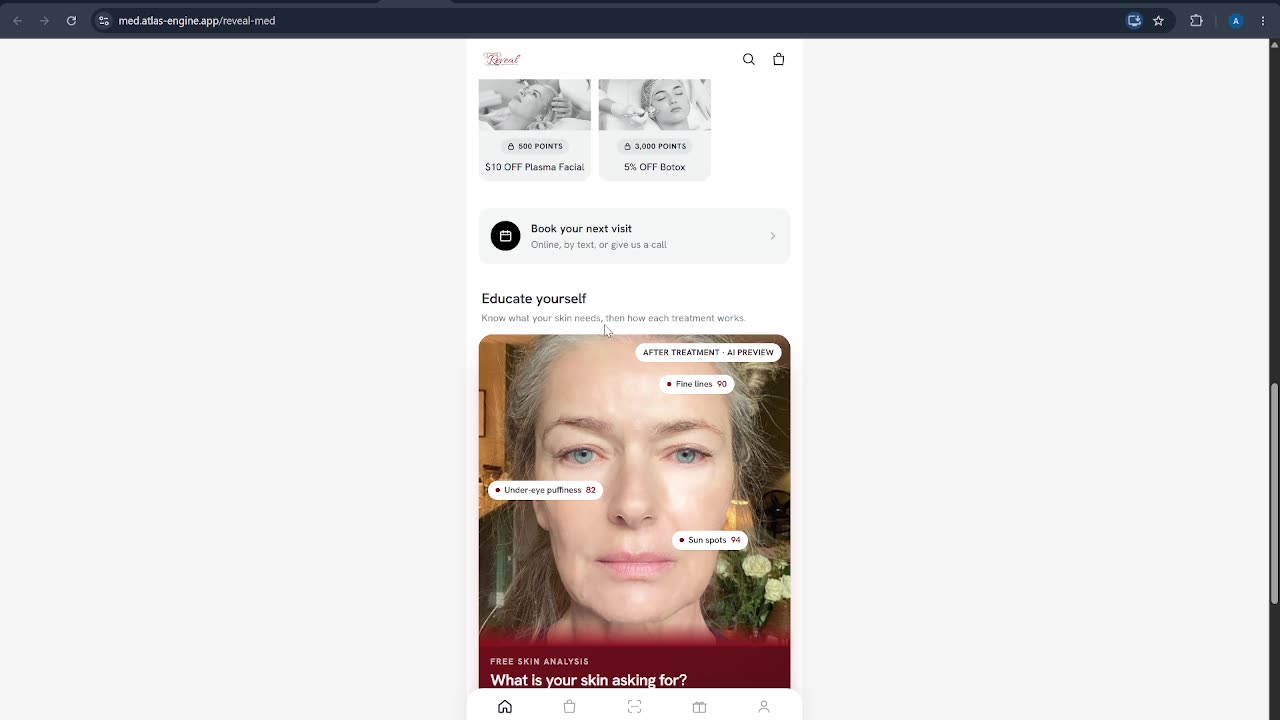 med.atlas-engine.app/reveal-med
A
Reveal
500 POINTS
3,000 POINTS
$10 OFF Plasma Facial
5% OFF Botox
Book your next visit
Online, by text, or give us a call
Educate yourself
Know what your skin needs, then how each treatment works.
AFTER TREATMENT · AI PREVIEW
Fine lines 90
Under-eye puffiness 82
Sun spots 94
FREE SKIN ANALYSIS
What is your skin asking for?